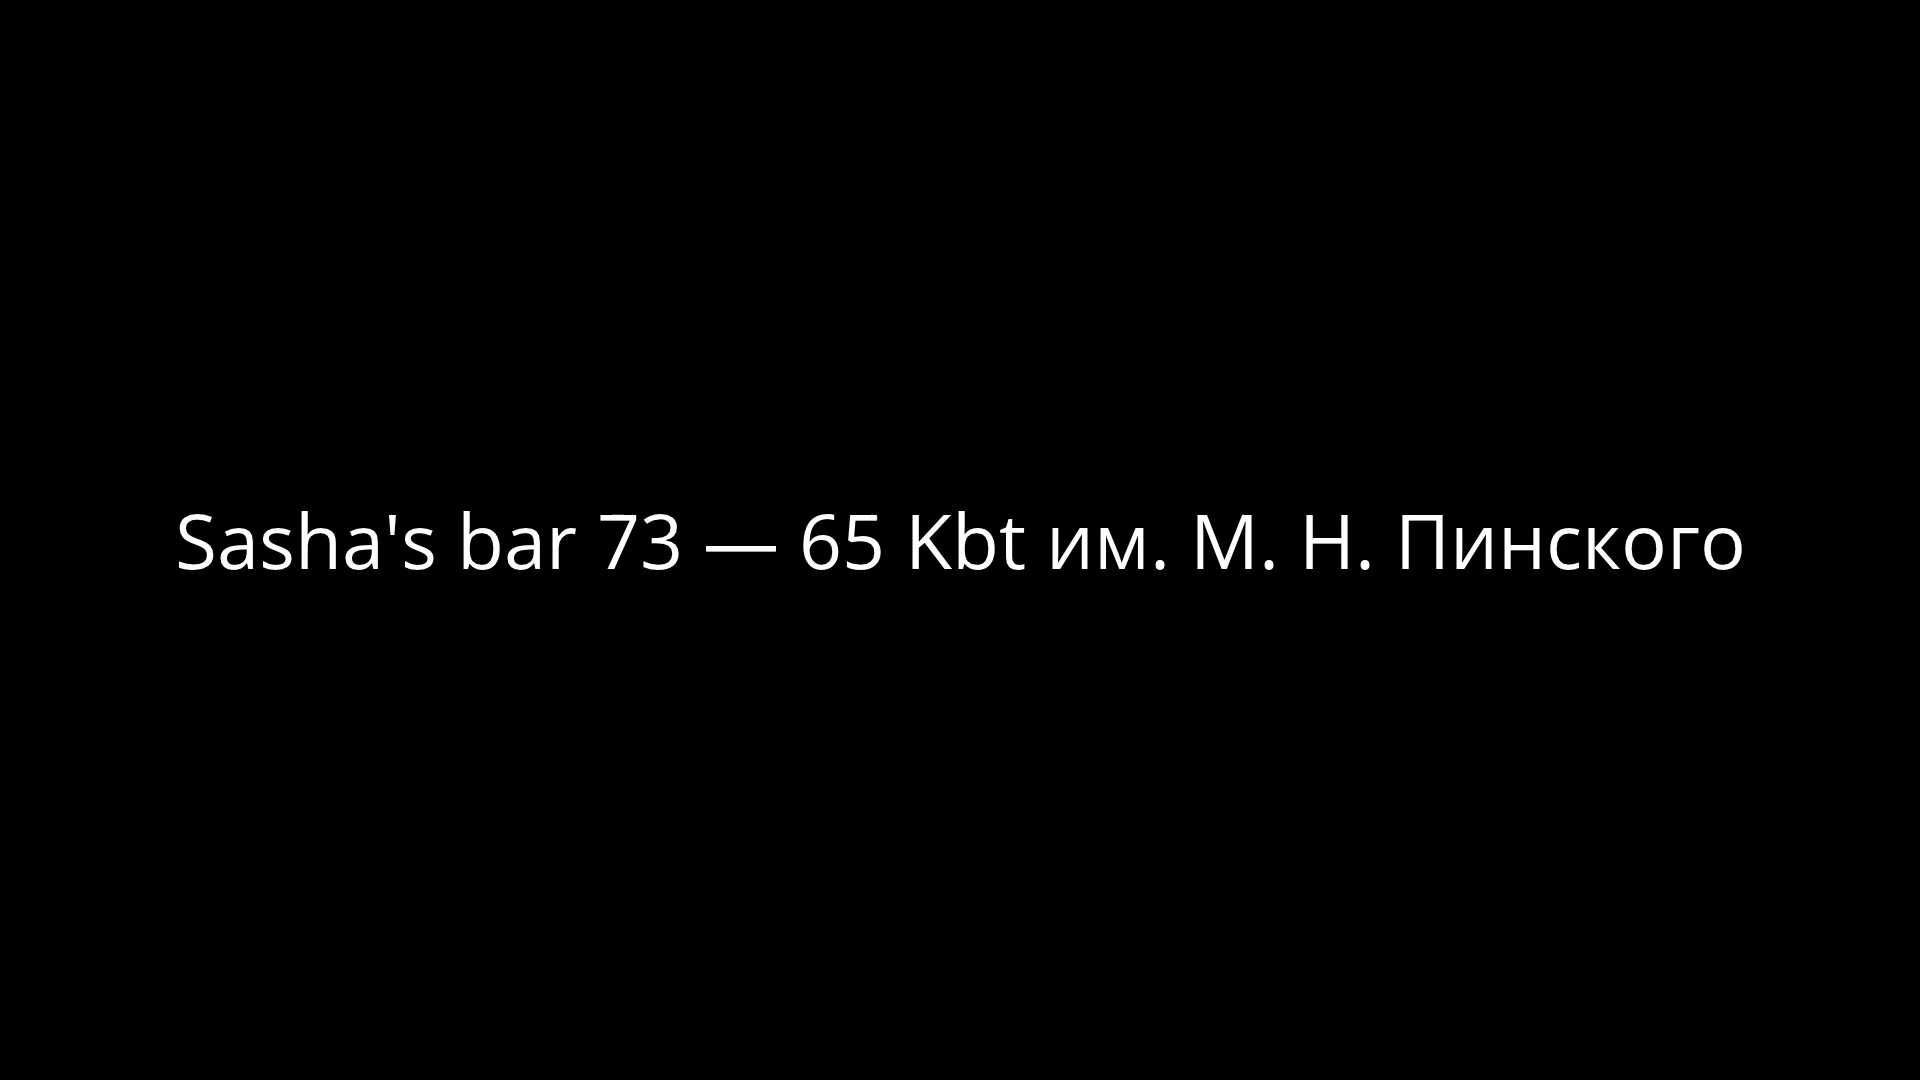 Sasha's bar 73 — 65 Kbt им. М. Н. Пинского